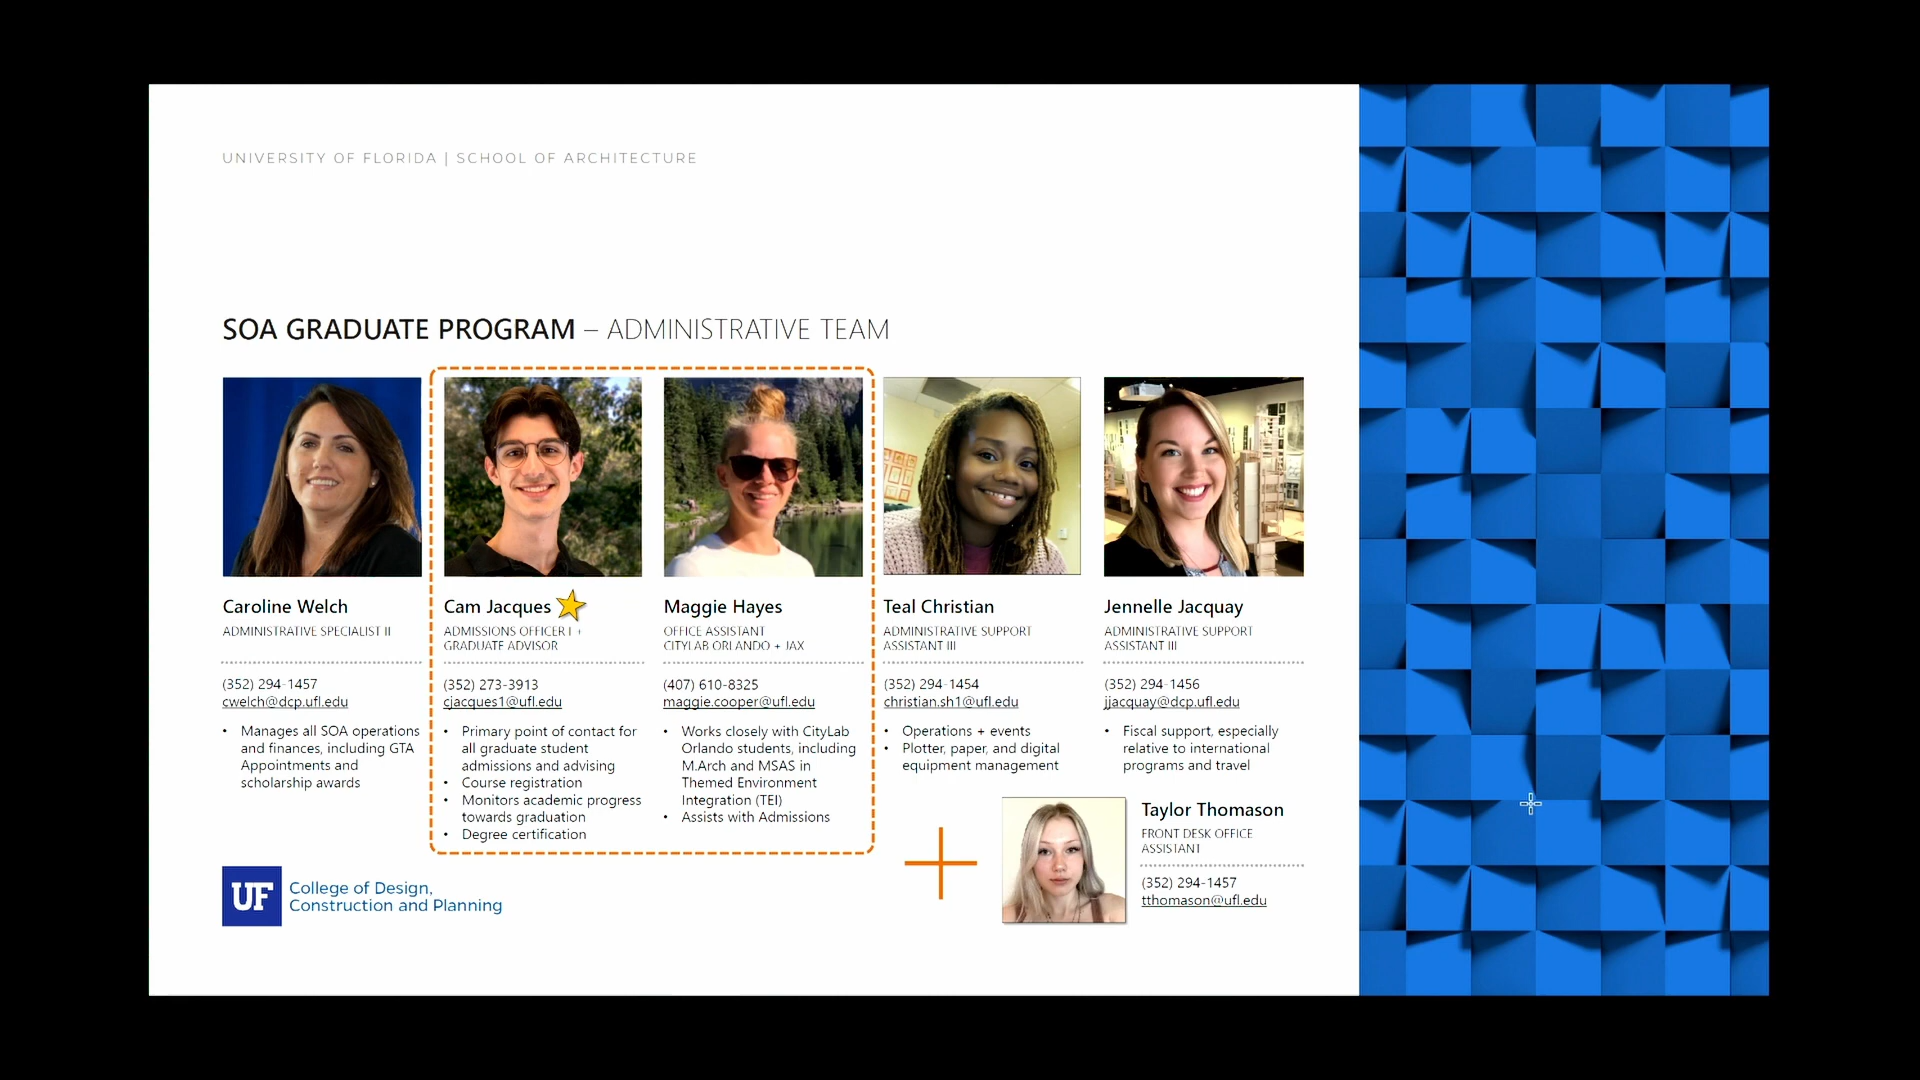 UNIVERSITY OF FLORIDA | SCHOOL OF ARCHITECTURE
SOA GRADUATE PROGRAM – ADMINISTRATIVE TEAM
Caroline Welch
ADMINISTRATIVE SPECIALIST II
(352) 294-1457
cwelch@dcp.ufl.edu
• Manages all SOA operations
and finances, including GTA
Appointments and
scholarship awards
Cam Jacques
ADMISSIONS OFFICER I +
GRADUATE ADVISOR
(352) 273-3913
cjacques1@ufl.edu
• Primary point of contact for
all graduate student
admissions and advising
• Course registration
• Monitors academic progress
towards graduation
• Degree certification
Maggie Hayes
OFFICE ASSISTANT
CITYLAB ORLANDO + JAX
(407) 610-8325
maggie.cooper@ufl.edu
• Works closely with CityLab
Orlando students, including
M.Arch and MSAS in
Themed Environment
Integration (TEI)
• Assists with Admissions
Teal Christian
ADMINISTRATIVE SUPPORT
ASSISTANT III
(352) 294-1454
christian.sh1@ufl.edu
• Operations + events
• Plotter, paper, and digital
equipment management
Jennelle Jacquay
ADMINISTRATIVE SUPPORT
ASSISTANT III
(352) 294-1456
jjacquay@dcp.ufl.edu
• Fiscal support, especially
relative to international
programs and travel
Taylor Thomason
FRONT DESK OFFICE
ASSISTANT
(352) 294-1457
tthomason@ufl.edu
UF
College of Design,
Construction and Planning